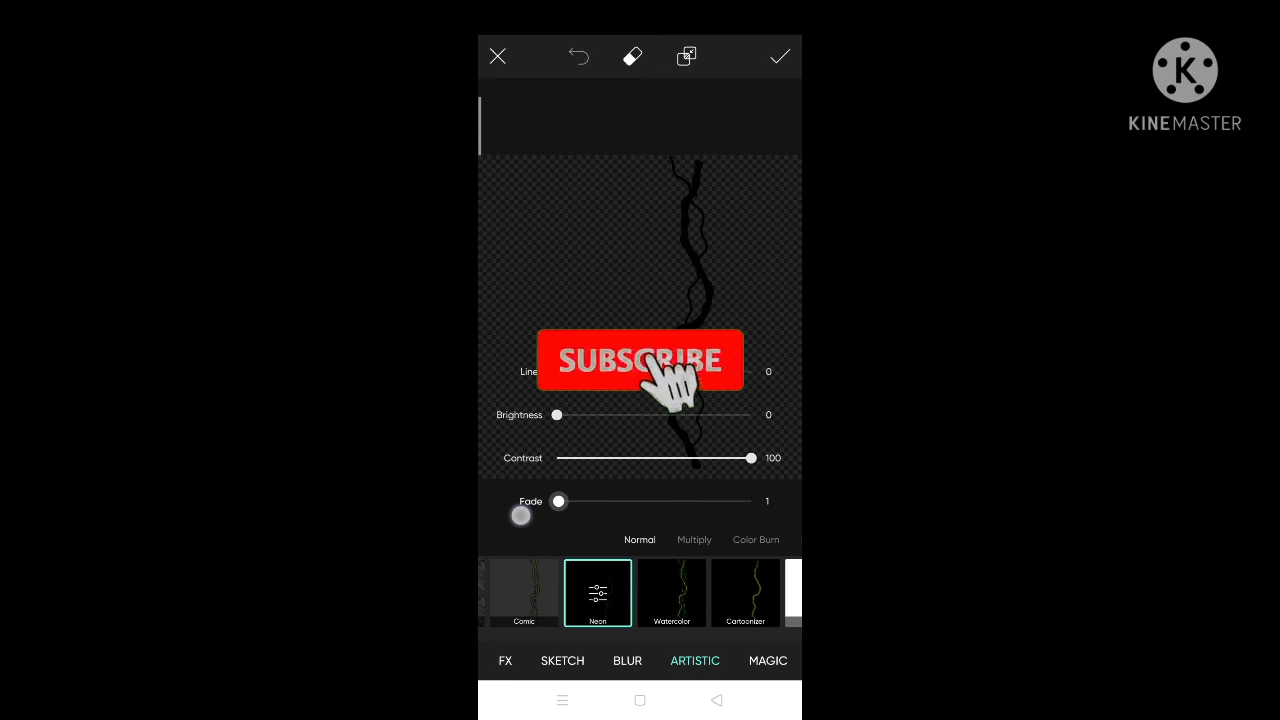 KINEMASTER
SUBSCRIBE
Line 0
Brightness 0
Contrast 100
Fade 1
Normal Multiply Color Burn
Comic Neon Watercolor Cartoonizer
FX SKETCH BLUR ARTISTIC MAGIC